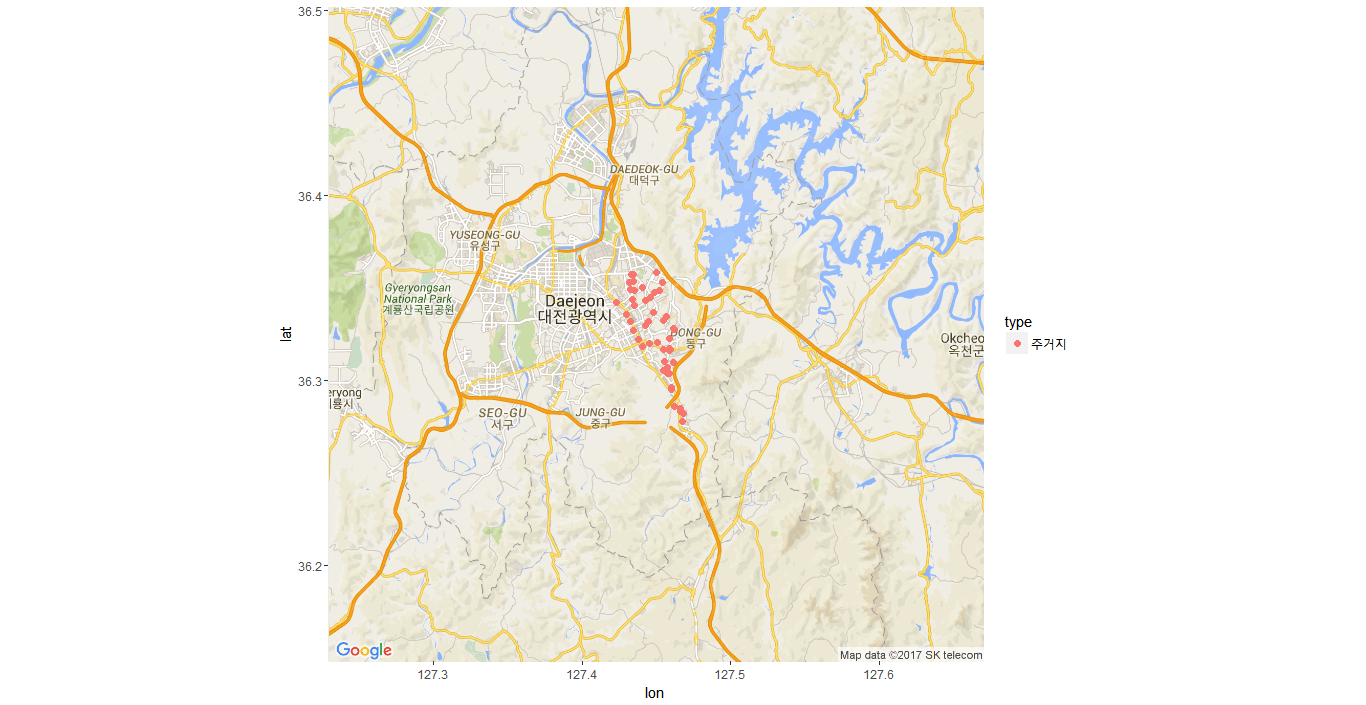 36.5
36.4
36.3
36.2
lat
DAEDEOK-GU
대덕구
YUSEONG-GU
유성구
Gyeryongsan
National Park
계룡산국립공원
Daejeon
대전광역시
DONG-GU
동구
Okcheo
옥천군
eryong
룡시
SEO-GU
서구
JUNG-GU
중구
Google
Map data ©2017 SK telecom
127.3
127.4
127.5
127.6
lon
type
주거지